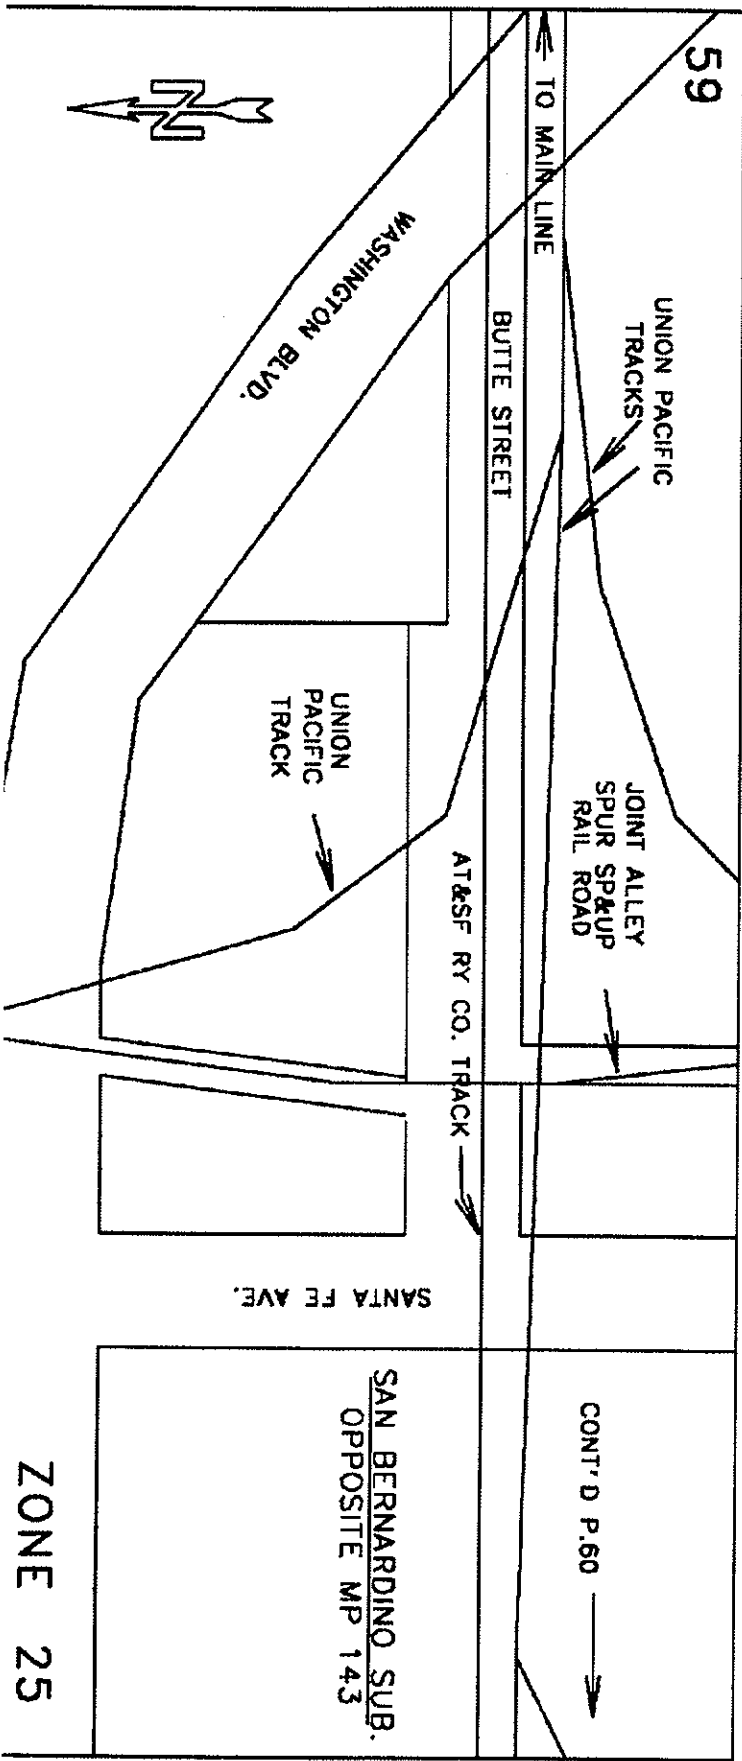 59
TO MAIN LINE
UNION PACIFIC
TRACKS
WASHINGTON BLVD.
BUTTE STREET
UNION
PACIFIC
TRACK
JOINT ALLEY
SPUR SP&UP
RAIL ROAD
AT&SF RY CO. TRACK
SANTA FE AVE.
CONT'D P.60
SAN BERNARDINO SUB.
OPPOSITE MP 143
ZONE 25
N